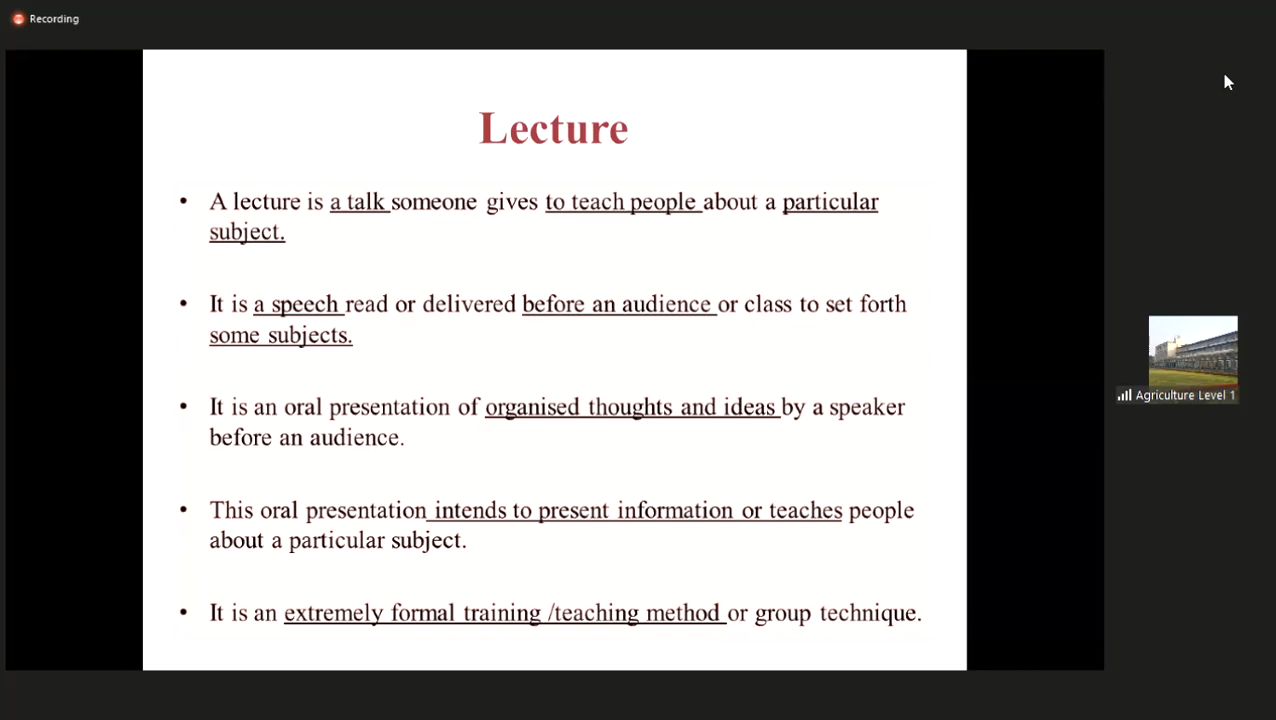 Recording
Lecture
• A lecture is a talk someone gives to teach people about a particular
subject.
• It is a speech read or delivered before an audience or class to set forth
some subjects.
• It is an oral presentation of organised thoughts and ideas by a speaker
before an audience.
• This oral presentation intends to present information or teaches people
about a particular subject.
• It is an extremely formal training /teaching method or group technique.
Agriculture Level 1